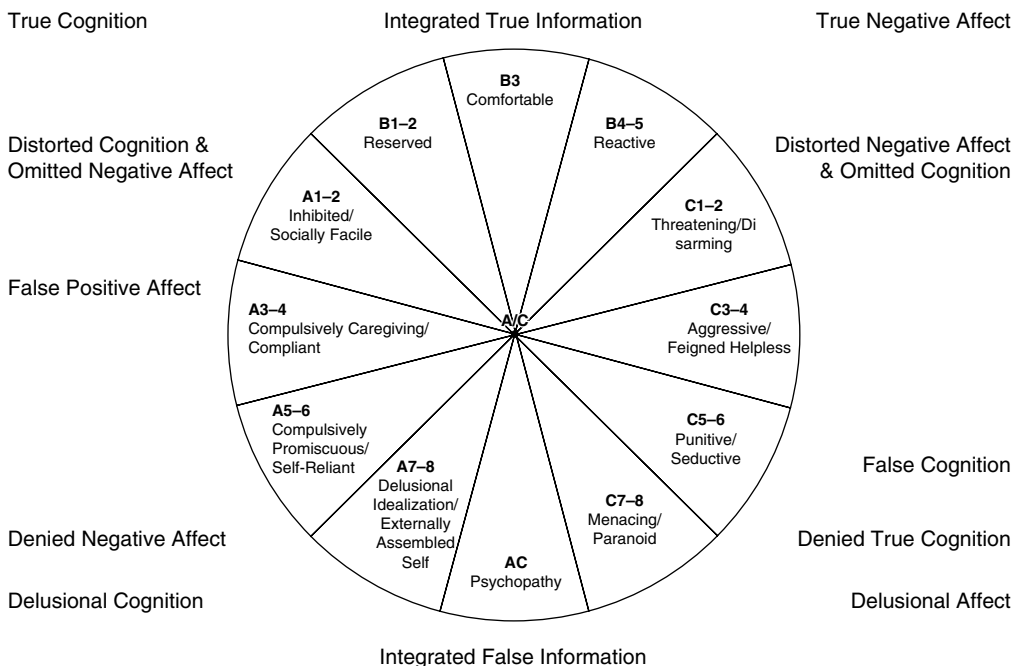 True Cognition
Integrated True Information
True Negative Affect
B3
Comfortable
B1–2
Reserved
B4–5
Reactive
Distorted Cognition &
Omitted Negative Affect
Distorted Negative Affect
& Omitted Cognition
A1–2
Inhibited/
Socially Facile
C1–2
Threatening/Di
sarming
False Positive Affect
A3–4
Compulsively Caregiving/
Compliant
A/C
C3–4
Aggressive/
Feigned Helpless
A5–6
Compulsively
Promiscuous/
Self-Reliant
C5–6
Punitive/
Seductive
False Cognition
A7–8
Delusional
Idealization/
Externally
Assembled
Self
C7–8
Menacing/
Paranoid
Denied Negative Affect
Denied True Cognition
AC
Psychopathy
Delusional Cognition
Delusional Affect
Integrated False Information